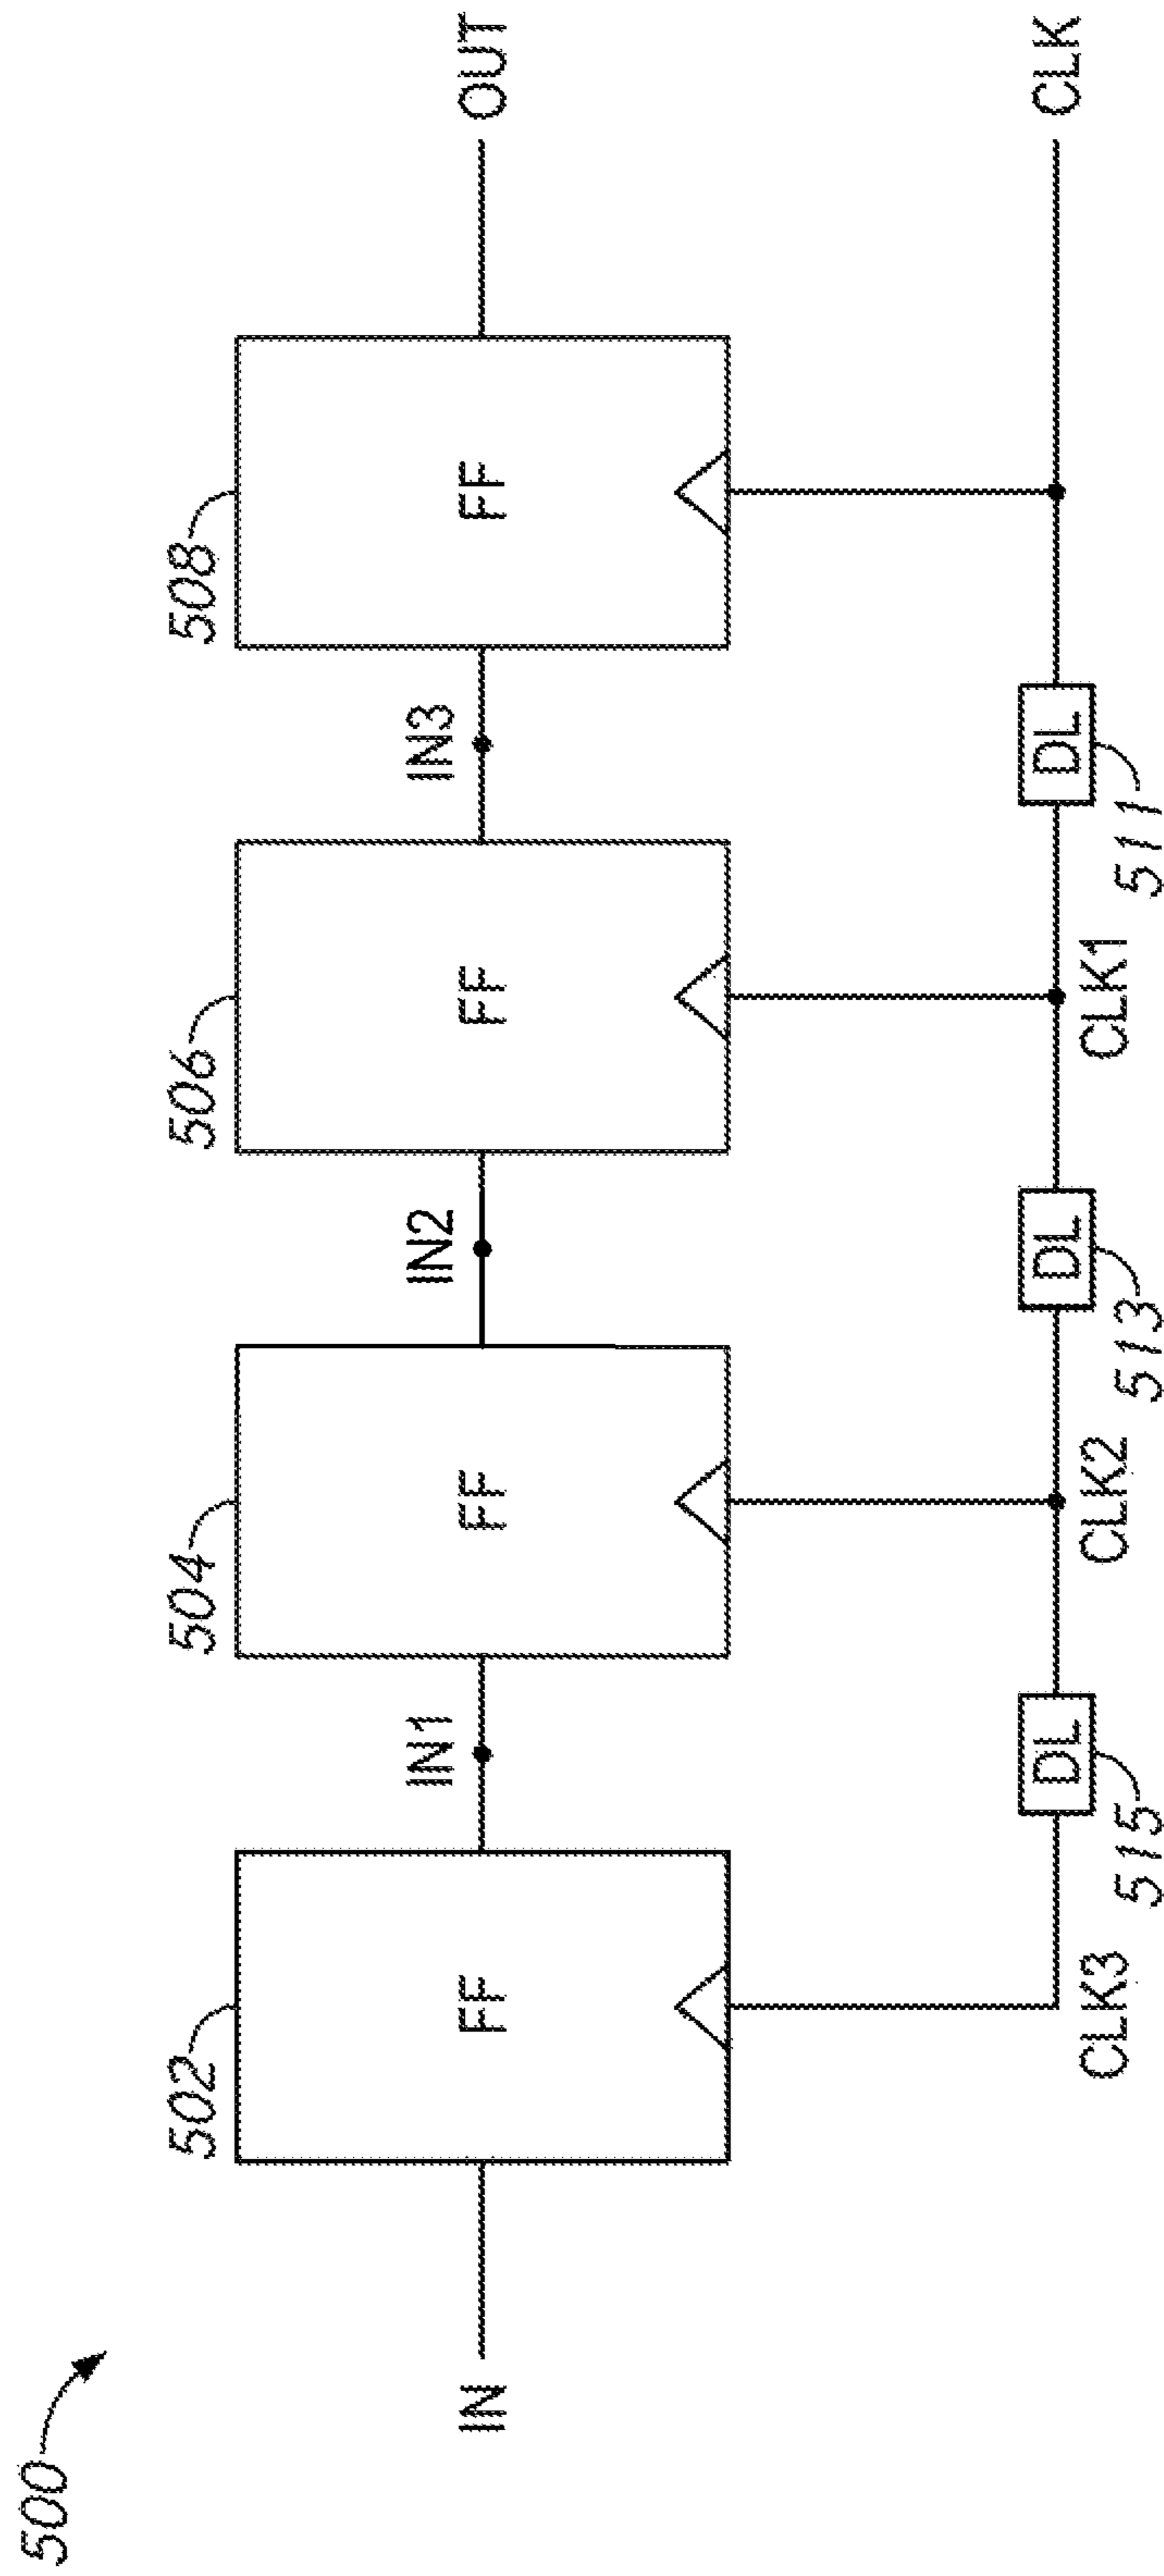 500
502
504
506
508
IN
FF
IN1
FF
IN2
FF
IN3
FF
OUT
DL
DL
DL
CLK
CLK3
CLK2
CLK1
515
513
511